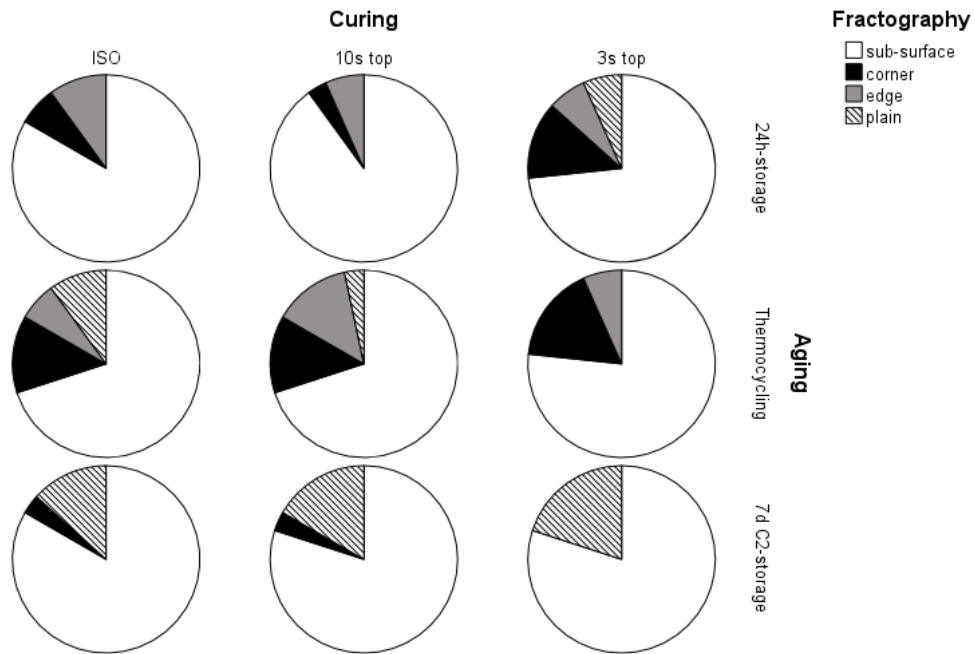 Curing
Fractography
ISO
10s top
3s top
sub-surface
corner
edge
plain
24h-storage
Thermocycling
Aging
7d C2-storage